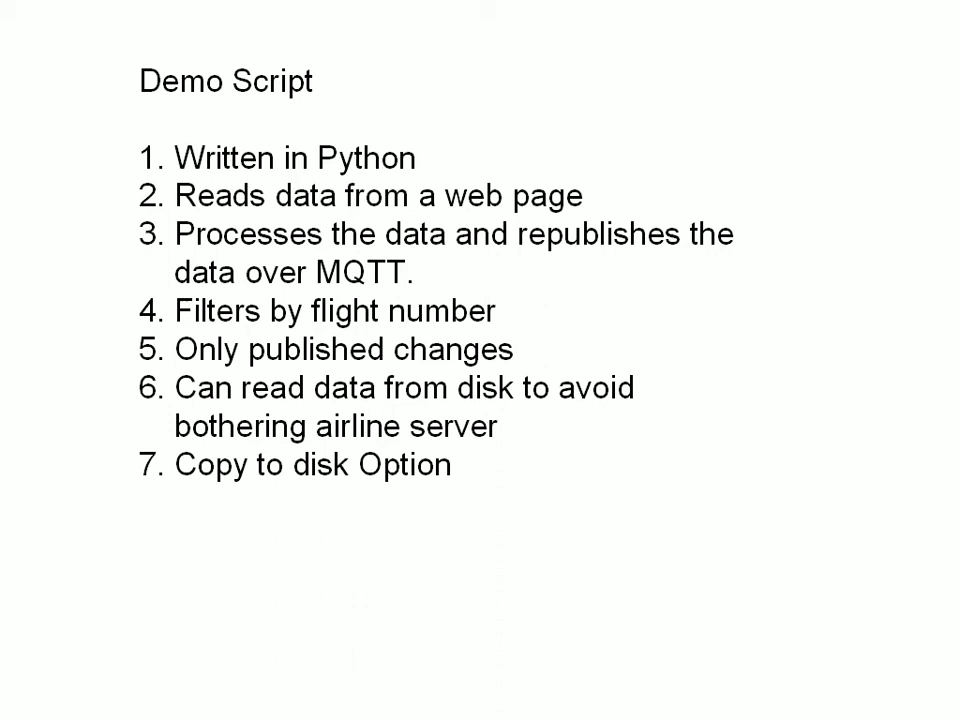 Demo Script
1. Written in Python
2. Reads data from a web page
3. Processes the data and republishes the
data over MQTT.
4. Filters by flight number
5. Only published changes
6. Can read data from disk to avoid
bothering airline server
7. Copy to disk Option